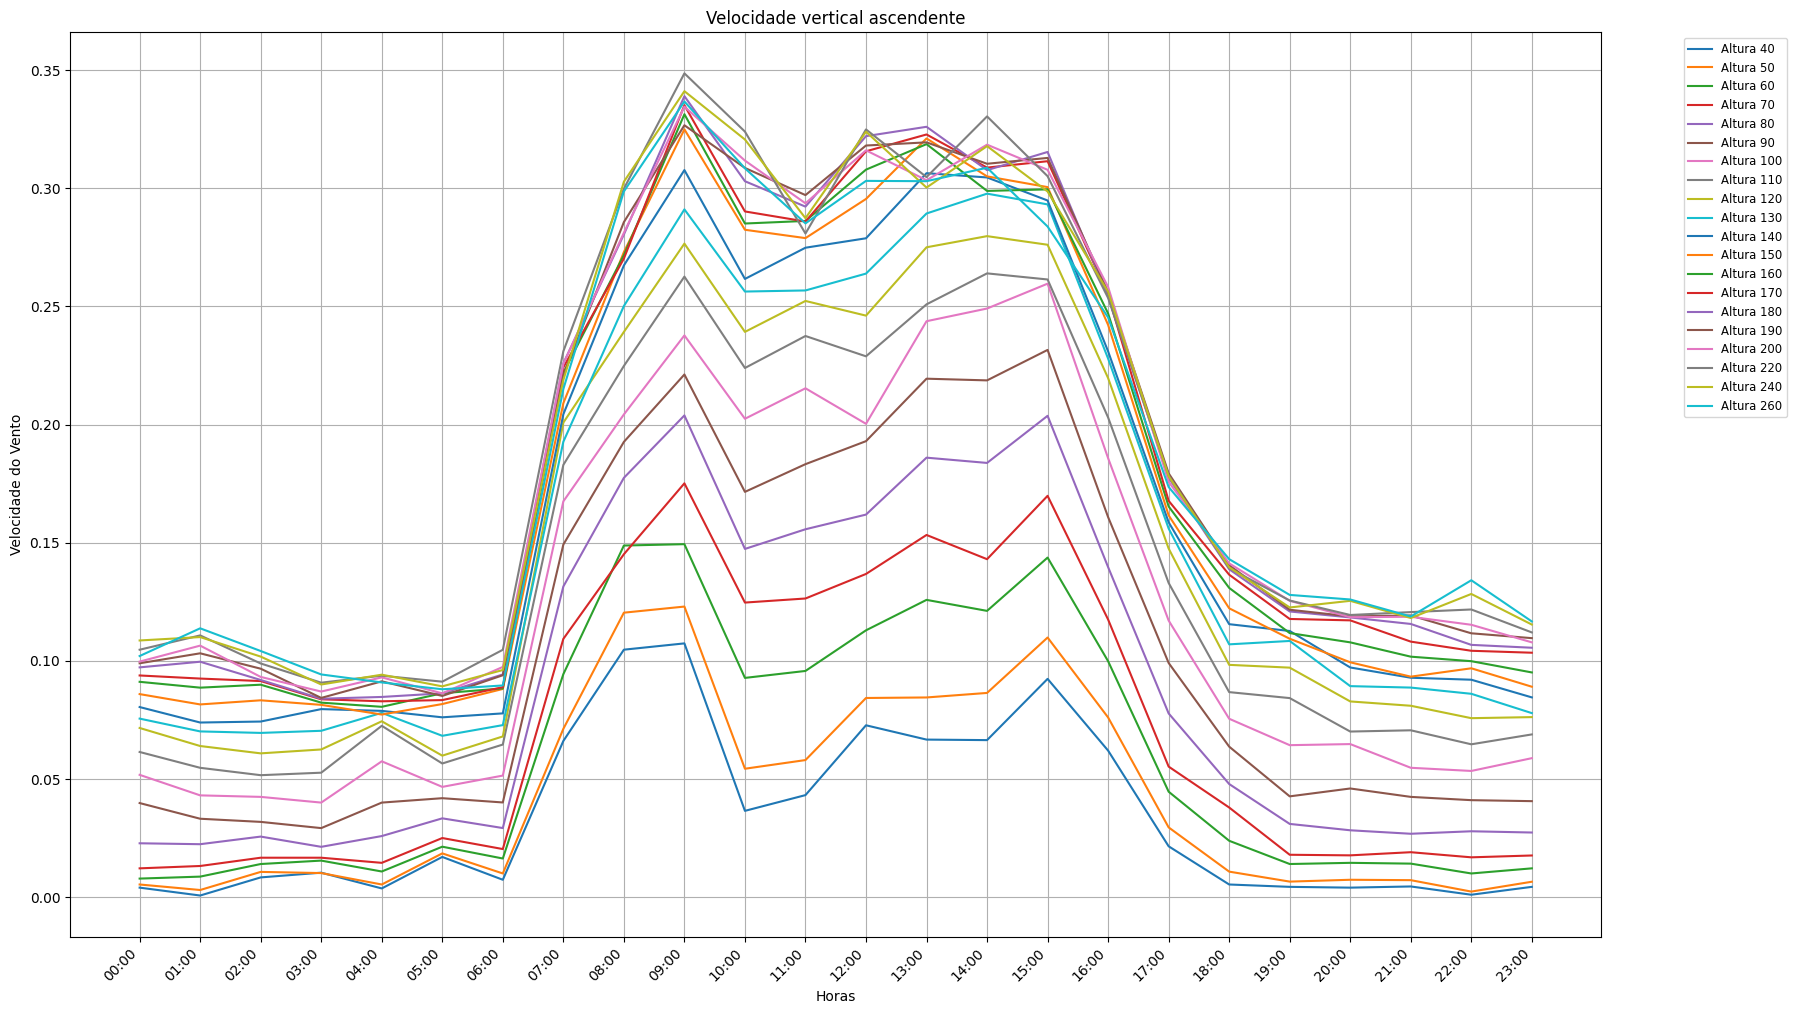 Velocidade vertical ascendente
Altura 40
Altura 50
Altura 60
Altura 70
Altura 80
Altura 90
Altura 100
Altura 110
Altura 120
Altura 130
Altura 140
Altura 150
Altura 160
Altura 170
Altura 180
Altura 190
Altura 200
Altura 220
Altura 240
Altura 260
Velocidade do Vento
0.35
0.30
0.25
0.20
0.15
0.10
0.05
0.00
00:00
01:00
02:00
03:00
04:00
05:00
06:00
07:00
08:00
09:00
10:00
11:00
12:00
13:00
14:00
15:00
16:00
17:00
18:00
19:00
20:00
21:00
22:00
23:00
Horas